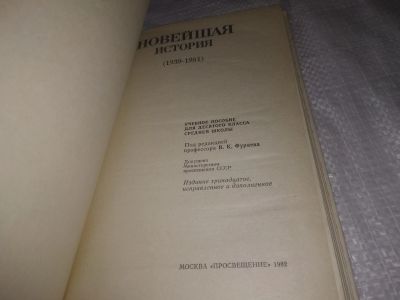 НОВЕЙШАЯ
ИСТОРИЯ
(1939-1981)
УЧЕБНОЕ ПОСОБИЕ
ДЛЯ ДЕСЯТОГО КЛАССА
СРЕДНЕЙ ШКОЛЫ
Под редакцией
профессора В. К. Фураева
Допущено
Министерством
просвещения СССР
Издание тринадцатое,
исправленное и дополненное
МОСКВА «ПРОСВЕЩЕНИЕ» 1982